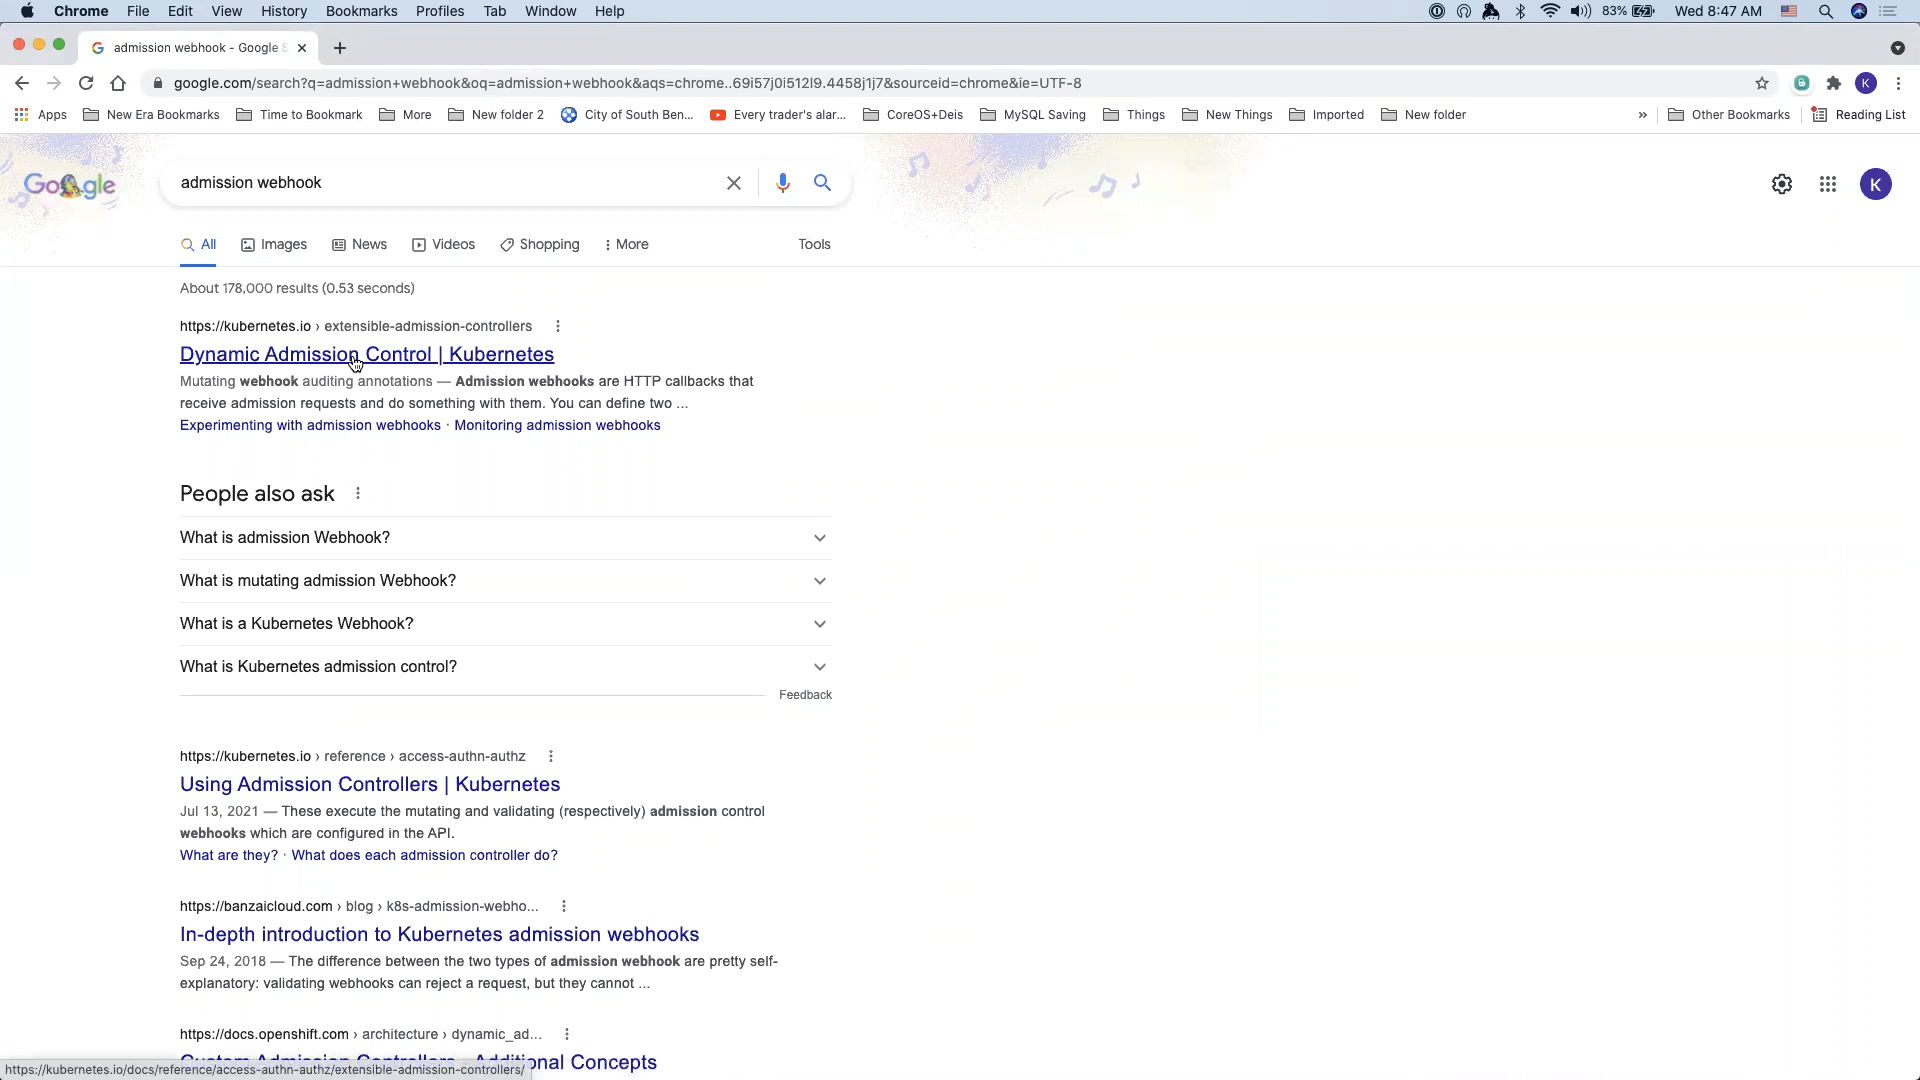 Chrome File Edit View History Bookmarks Profiles Tab Window Help 83% Wed 8:47 AM
admission webhook - Google S
google.com/search?q=admission+webhook&oq=admission+webhook&aqs=chrome..69i57j0i512l9.4458j1j7&sourceid=chrome&ie=UTF-8 K
Apps New Era Bookmarks Time to Bookmark More New folder 2 City of South Ben... Every trader's alar... CoreOS+Deis MySQL Saving Things New Things Imported New folder » Other Bookmarks Reading List
Google admission webhook K
All Images News Videos Shopping More Tools
About 178,000 results (0.53 seconds)
https://kubernetes.io › extensible-admission-controllers
Dynamic Admission Control | Kubernetes
Mutating webhook auditing annotations — Admission webhooks are HTTP callbacks that
receive admission requests and do something with them. You can define two ...
Experimenting with admission webhooks · Monitoring admission webhooks
People also ask
What is admission Webhook?
What is mutating admission Webhook?
What is a Kubernetes Webhook?
What is Kubernetes admission control?
Feedback
https://kubernetes.io › reference › access-authn-authz
Using Admission Controllers | Kubernetes
Jul 13, 2021 — These execute the mutating and validating (respectively) admission control
webhooks which are configured in the API.
What are they? · What does each admission controller do?
https://banzaicloud.com › blog › k8s-admission-webho...
In-depth introduction to Kubernetes admission webhooks
Sep 24, 2018 — The difference between the two types of admission webhook are pretty self-
explanatory: validating webhooks can reject a request, but they cannot ...
https://docs.openshift.com › architecture › dynamic_ad...
Custom Admission Controllers - Additional Concepts
https://kubernetes.io/docs/reference/access-authn-authz/extensible-admission-controllers/